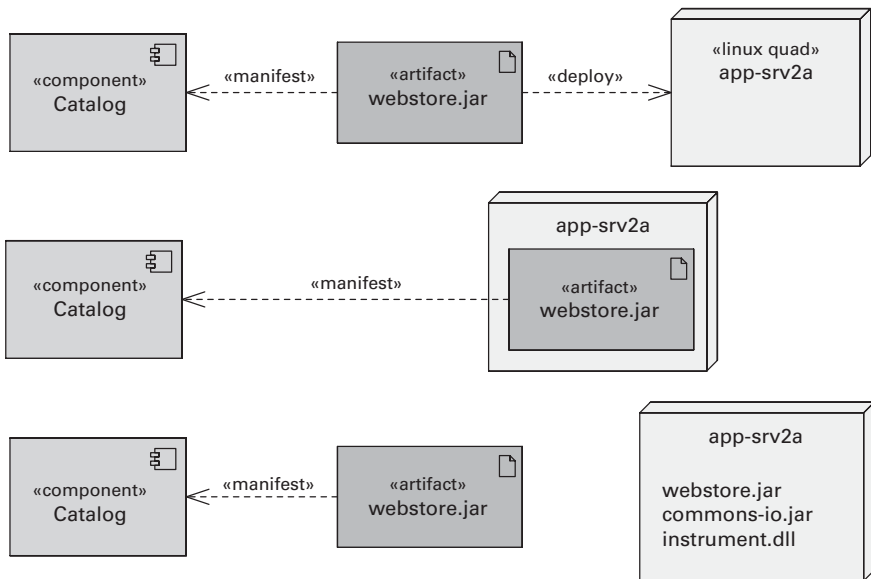 «component»
Catalog
«manifest»
«artifact»
webstore.jar
«deploy»
«linux quad»
app-srv2a
«component»
Catalog
«manifest»
app-srv2a
«artifact»
webstore.jar
«component»
Catalog
«manifest»
«artifact»
webstore.jar
app-srv2a
webstore.jar
commons-io.jar
instrument.dll